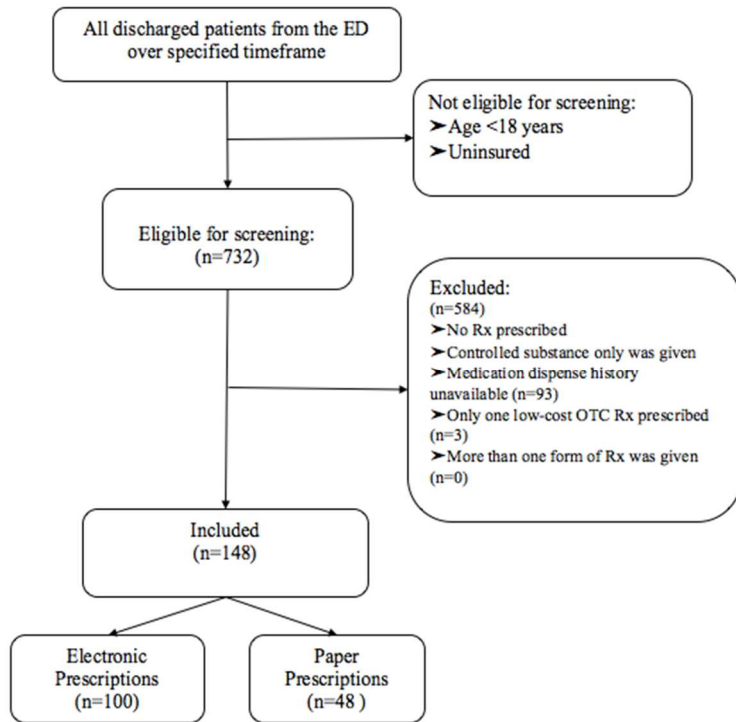 All discharged patients from the ED
over specified timeframe
Not eligible for screening:
➤Age <18 years
➤Uninsured
Eligible for screening:
(n=732)
Excluded:
(n=584)
➤No Rx prescribed
➤Controlled substance only was given
➤Medication dispense history
unavailable (n=93)
➤Only one low-cost OTC Rx prescribed
(n=3)
➤More than one form of Rx was given
(n=0)
Included
(n=148)
Electronic
Prescriptions
(n=100)
Paper
Prescriptions
(n=48 )